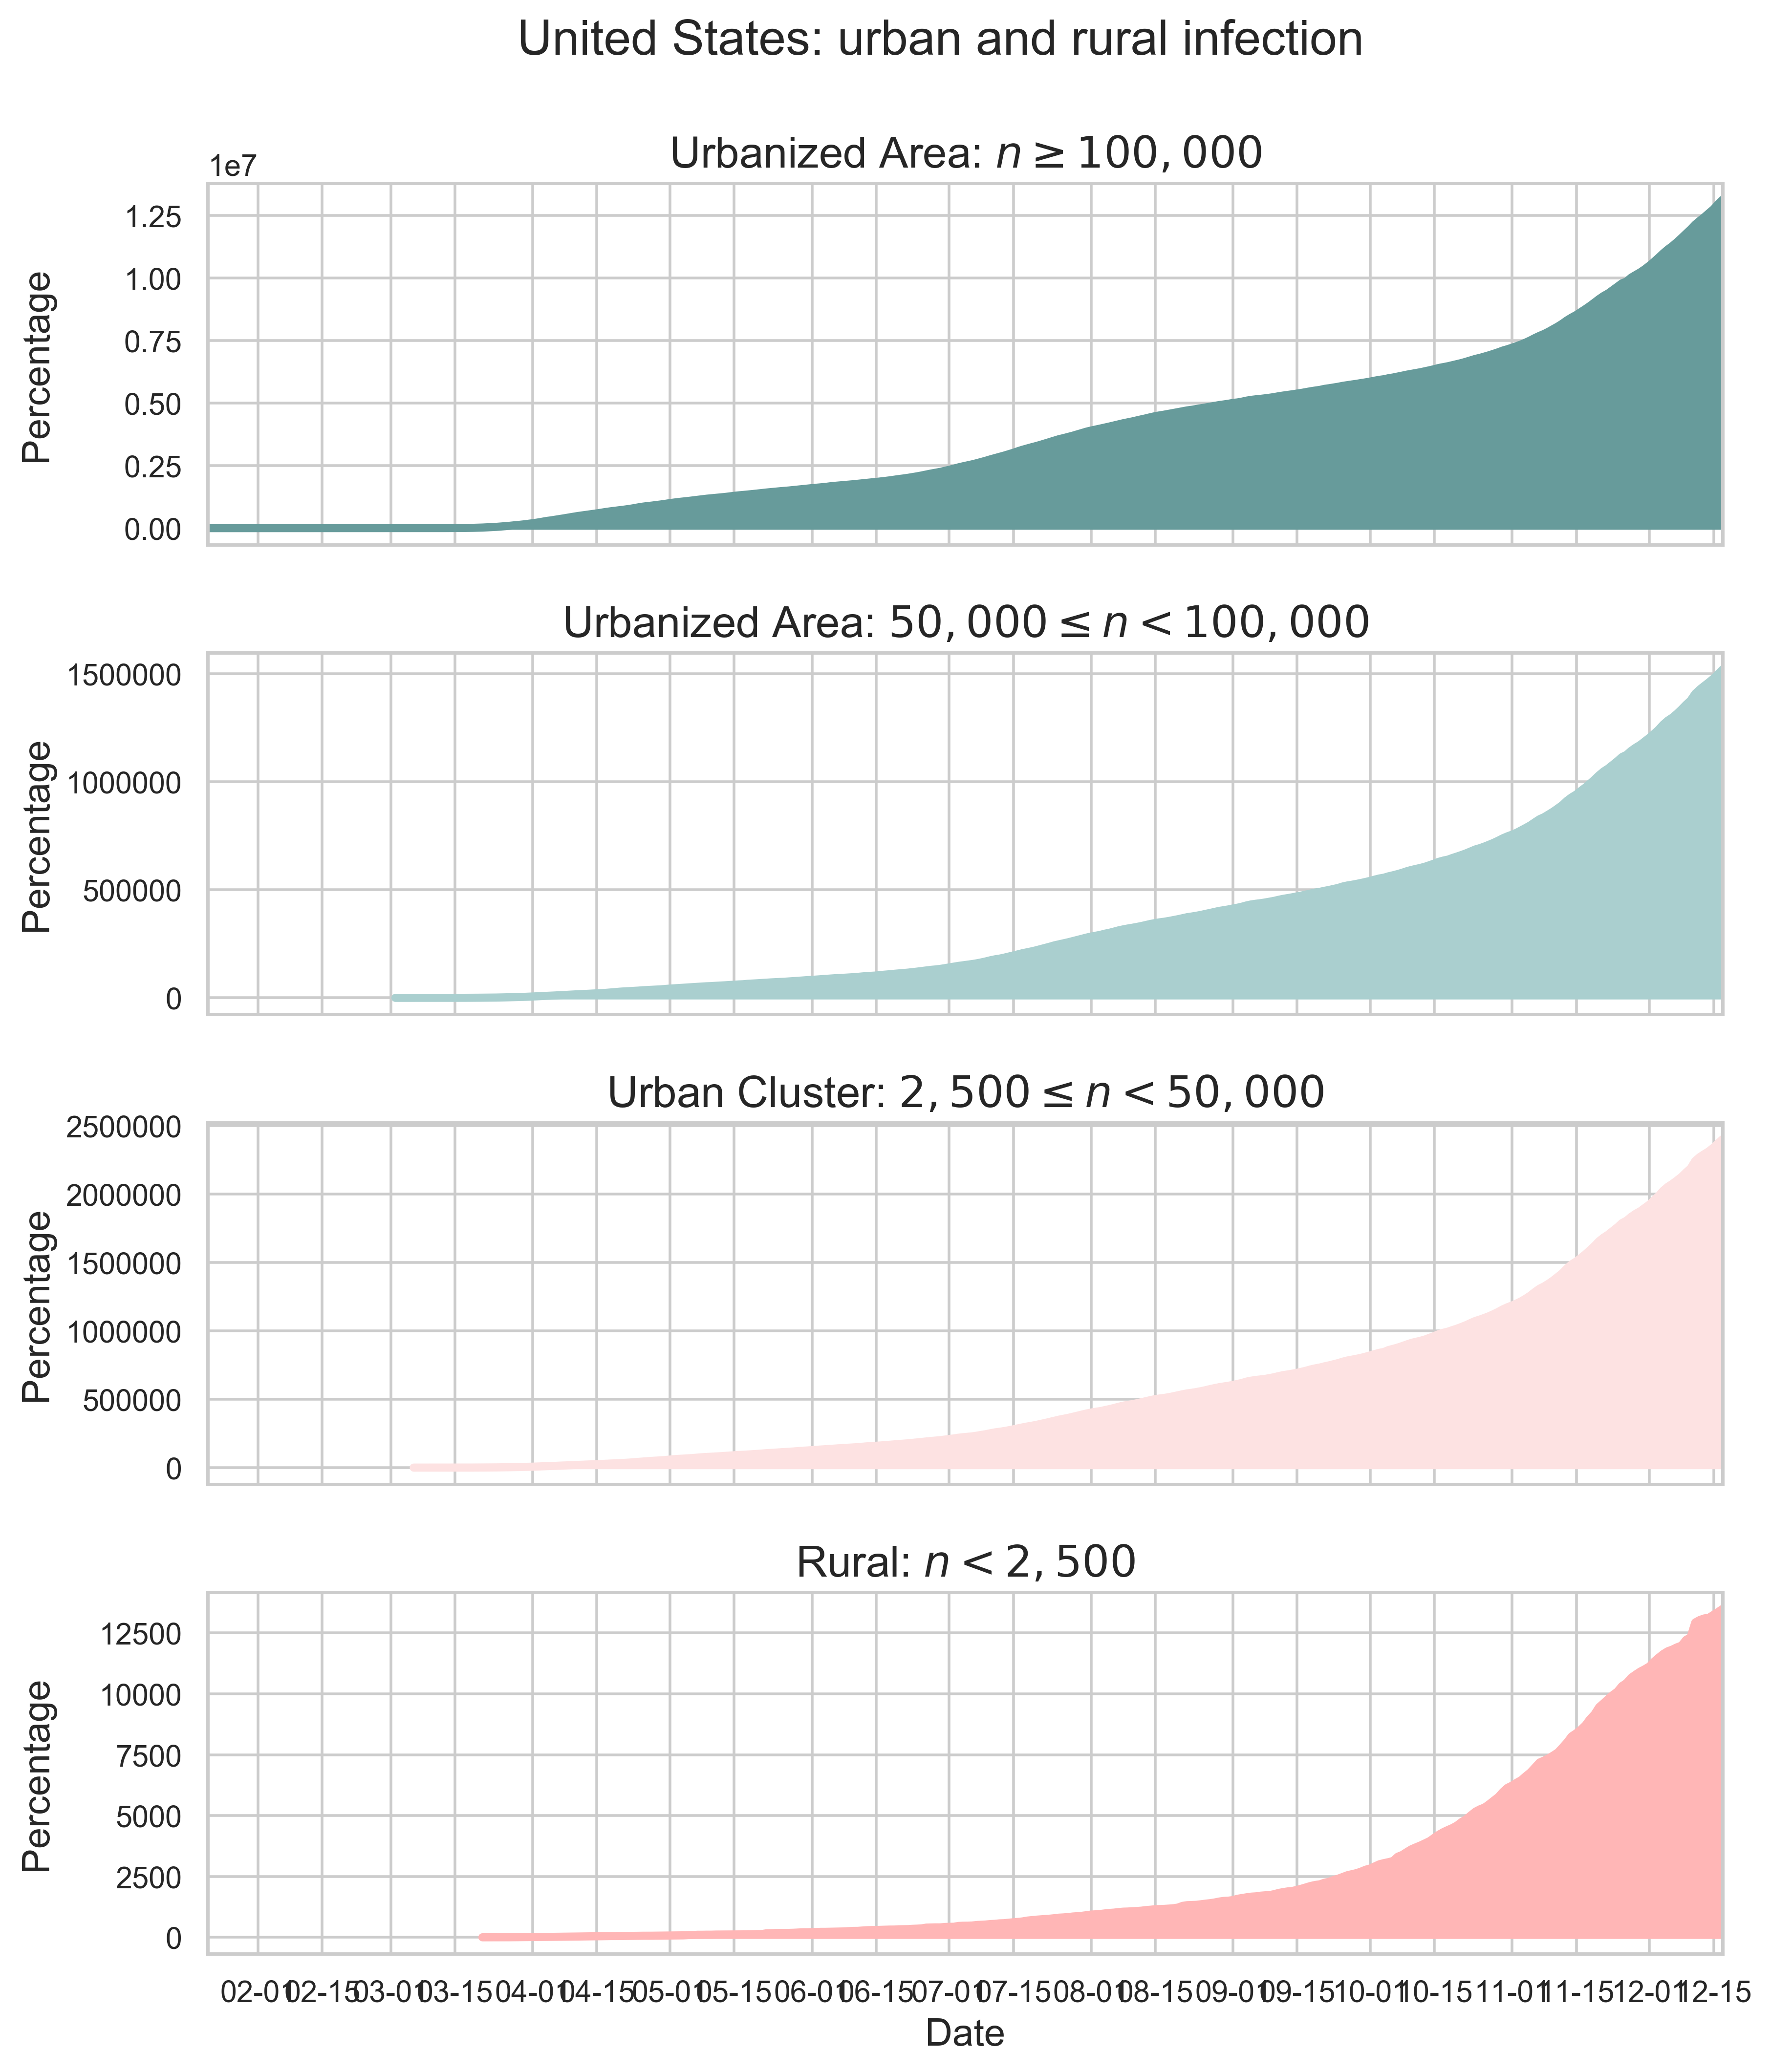 United States: urban and rural infection
Urbanized Area: n ≥ 100,000
1e7
1.25
1.00
0.75
0.50
0.25
0.00
Percentage
Urbanized Area: 50,000 ≤ n < 100,000
1500000
1000000
500000
0
Percentage
Urban Cluster: 2,500 ≤ n < 50,000
2500000
2000000
1500000
1000000
500000
0
Percentage
Rural: n < 2,500
12500
10000
7500
5000
2500
0
Percentage
02-01 02-15 03-01 03-15 04-01 04-15 05-01 05-15 06-01 06-15 07-01 07-15 08-01 08-15 09-01 09-15 10-01 10-15 11-01 11-15 12-01 12-15
Date